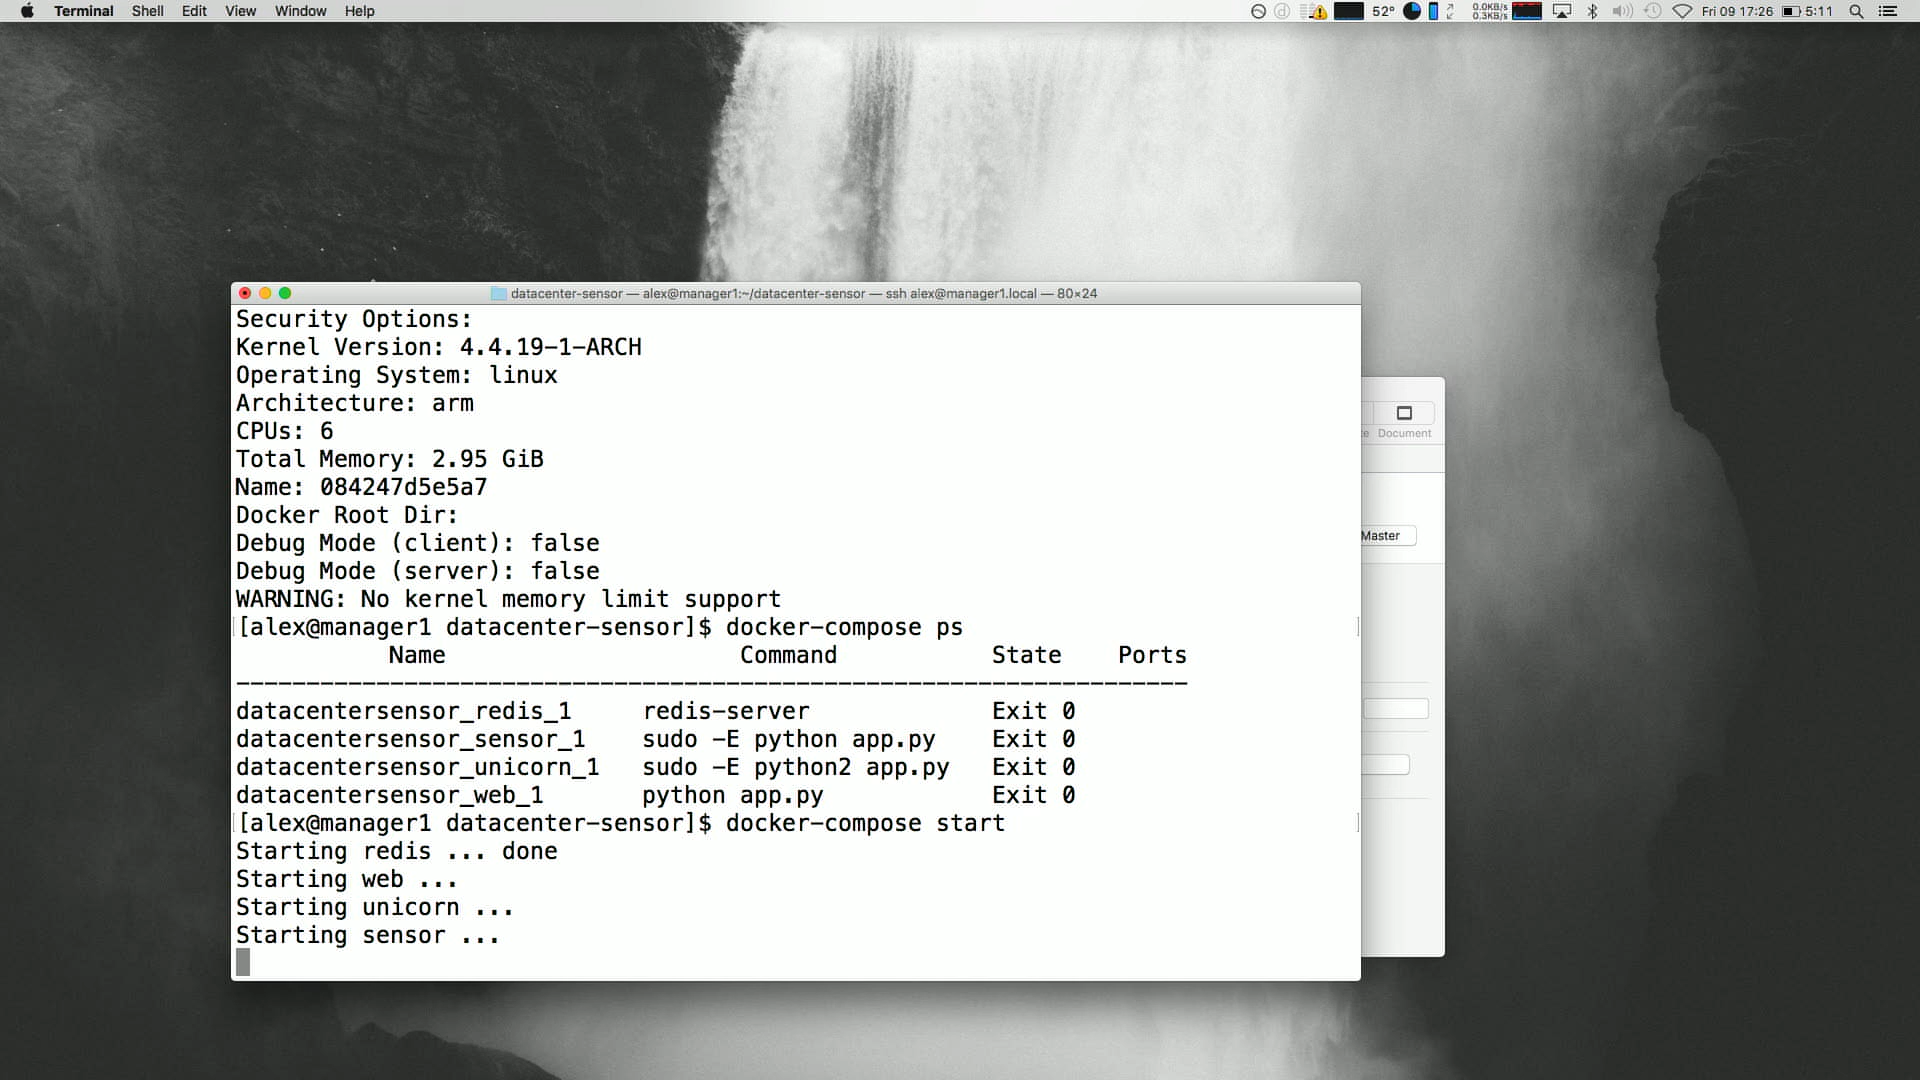 Terminal Shell Edit View Window Help
52° 0.0KB/s 0.3KB/s Fri 09 17:26 5:11
datacenter-sensor — alex@manager1:~/datacenter-sensor — ssh alex@manager1.local — 80×24
Security Options:
Kernel Version: 4.4.19-1-ARCH
Operating System: linux
Architecture: arm
CPUs: 6
Total Memory: 2.95 GiB
Name: 084247d5e5a7
Docker Root Dir:
Debug Mode (client): false
Debug Mode (server): false
WARNING: No kernel memory limit support
[alex@manager1 datacenter-sensor]$ docker-compose ps
Name Command State Ports
--------------------------------------------------------------------
datacentersensor_redis_1 redis-server Exit 0
datacentersensor_sensor_1 sudo -E python app.py Exit 0
datacentersensor_unicorn_1 sudo -E python2 app.py Exit 0
datacentersensor_web_1 python app.py Exit 0
[alex@manager1 datacenter-sensor]$ docker-compose start
Starting redis ... done
Starting web ...
Starting unicorn ...
Starting sensor ...
Document
Master